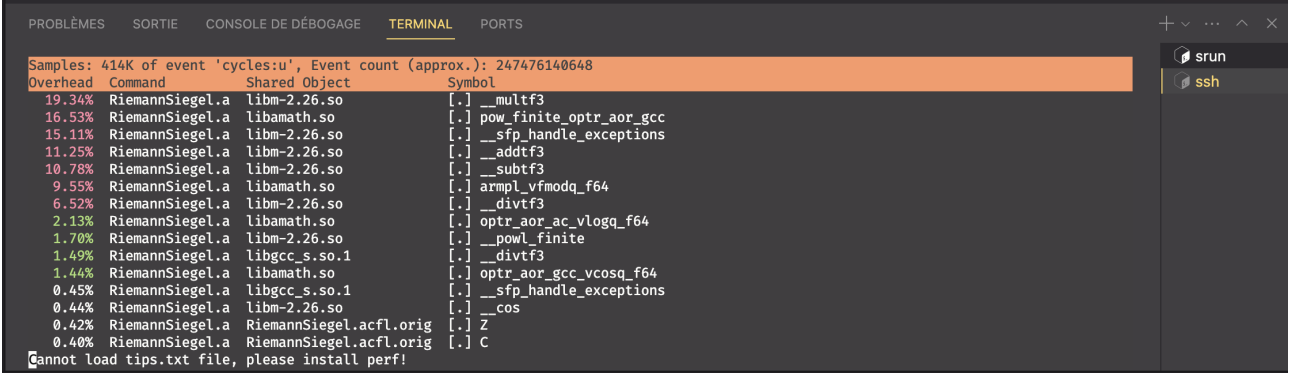 PROBLÈMES SORTIE CONSOLE DE DÉBOGAGE TERMINAL PORTS
srun
ssh
Samples: 414K of event 'cycles:u', Event count (approx.): 247476140648
Overhead Command Shared Object Symbol
19.34% RiemannSiegel.a libm-2.26.so [.] __multf3
16.53% RiemannSiegel.a libamath.so [.] pow_finite_optr_aor_gcc
15.11% RiemannSiegel.a libm-2.26.so [.] __sfp_handle_exceptions
11.25% RiemannSiegel.a libm-2.26.so [.] __addtf3
10.78% RiemannSiegel.a libm-2.26.so [.] __subtf3
9.55% RiemannSiegel.a libamath.so [.] armpl_vfmodq_f64
6.52% RiemannSiegel.a libm-2.26.so [.] __divtf3
2.13% RiemannSiegel.a libamath.so [.] optr_aor_ac_vlogq_f64
1.70% RiemannSiegel.a libm-2.26.so [.] __powl_finite
1.49% RiemannSiegel.a libgcc_s.so.1 [.] __divtf3
1.44% RiemannSiegel.a libamath.so [.] optr_aor_gcc_vcosq_f64
0.45% RiemannSiegel.a libgcc_s.so.1 [.] __sfp_handle_exceptions
0.44% RiemannSiegel.a libm-2.26.so [.] __cos
0.42% RiemannSiegel.a RiemannSiegel.acfl.orig [.] Z
0.40% RiemannSiegel.a RiemannSiegel.acfl.orig [.] C
Cannot load tips.txt file, please install perf!